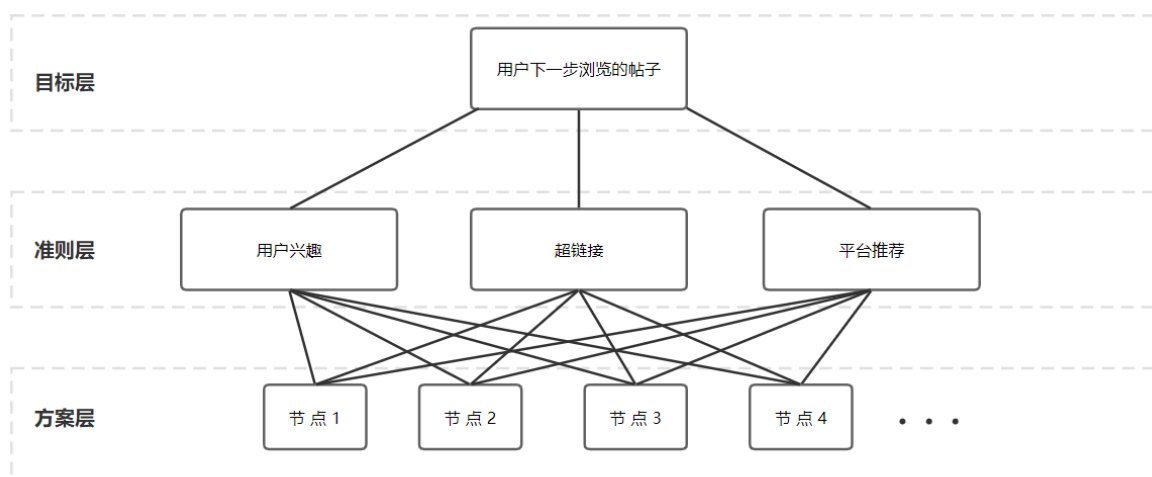 目标层
用户下一步浏览的帖子
准则层
用户兴趣
超链接
平台推荐
方案层
节 点 1
节 点 2
节 点 3
节 点 4
• • •